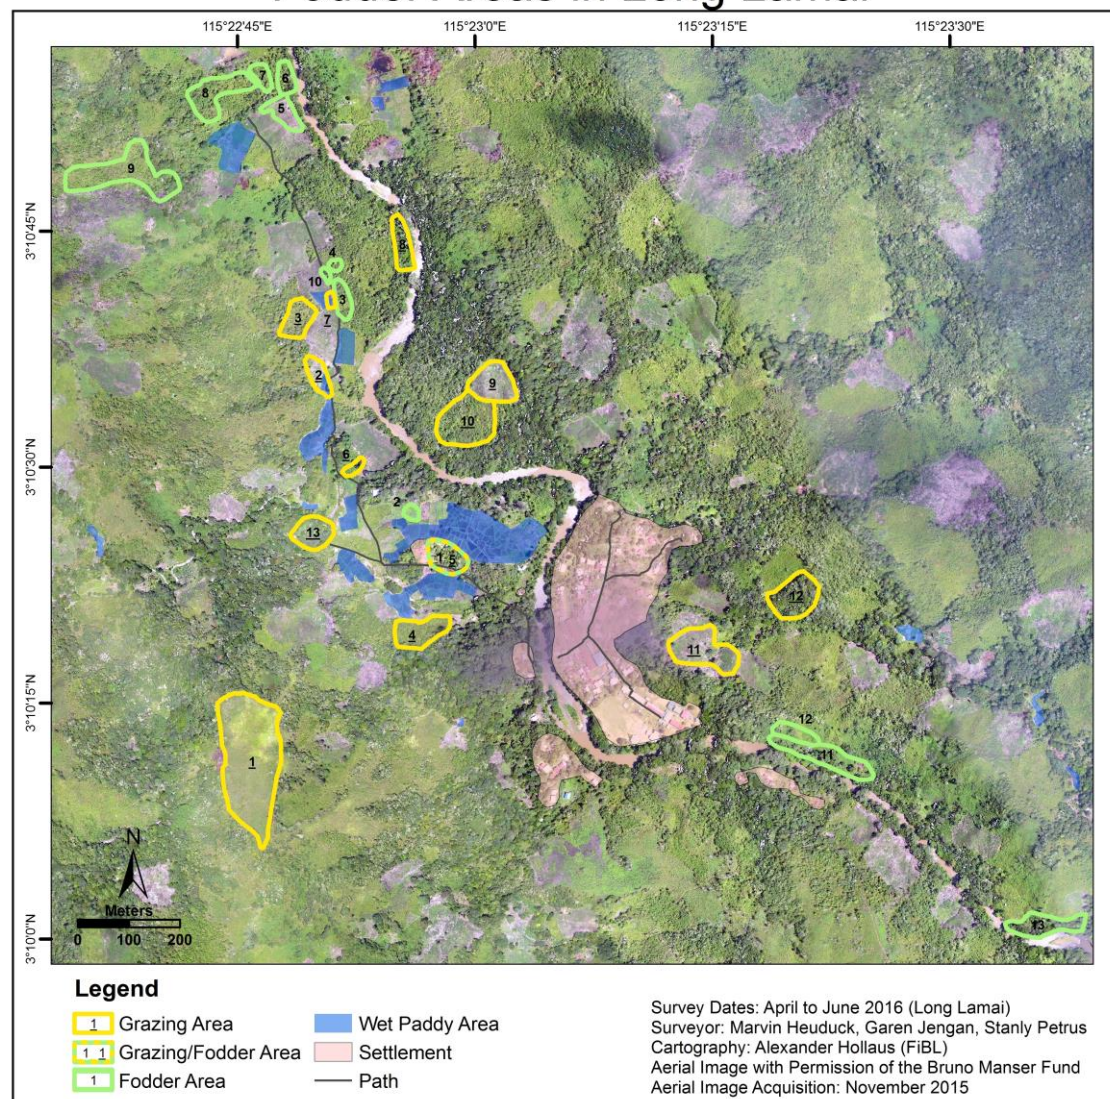 115°22'45"E
115°23'0"E
115°23'15"E
115°23'30"E
3°10'45"N
3°10'30"N
3°10'15"N
3°10'0"N
7
6
8
5
9
8
4
10
3
3
7
2
9
10
6
2
13
1 5
4
12
11
1
12
11
13
N
Meters
0 100 200
Legend
1 Grazing Area
1 1 Grazing/Fodder Area
1 Fodder Area
Wet Paddy Area
Settlement
Path
Survey Dates: April to June 2016 (Long Lamai)
Surveyor: Marvin Heuduck, Garen Jengan, Stanly Petrus
Cartography: Alexander Hollaus (FiBL)
Aerial Image with Permission of the Bruno Manser Fund
Aerial Image Acquisition: November 2015